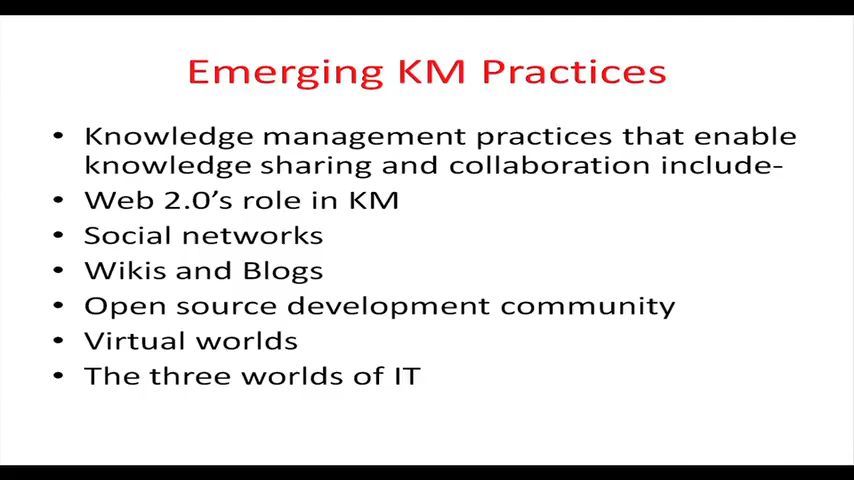 Emerging KM Practices
• Knowledge management practices that enable
knowledge sharing and collaboration include-
• Web 2.0’s role in KM
• Social networks
• Wikis and Blogs
• Open source development community
• Virtual worlds
• The three worlds of IT